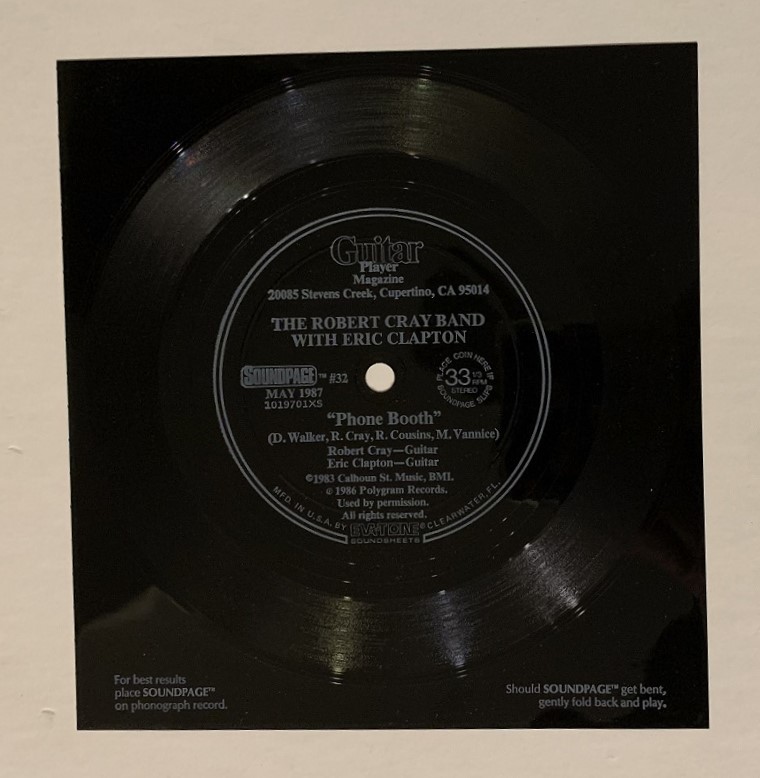 Guitar
Player
Magazine
20085 Stevens Creek, Cupertino, CA 95014
THE ROBERT CRAY BAND
WITH ERIC CLAPTON
SOUNDPAGE™ #32
MAY 1987
1019701XS
PLACE COIN HERE IF
33 1/3
RPM
STEREO
SOUNDPAGE SLIPS
"Phone Booth"
(D. Walker, R. Cray, R. Cousins, M. Vannice)
Robert Cray—Guitar
Eric Clapton—Guitar
©1983 Calhoun St. Music, BMI.
℗ 1986 Polygram Records.
Used by permission.
All rights reserved.
MFD. IN U.S.A. BY EVATONE® CLEARWATER, FL.
SOUNDSHEETS
For best results
place SOUNDPAGE™
on phonograph record.
Should SOUNDPAGE™ get bent,
gently fold back and play.